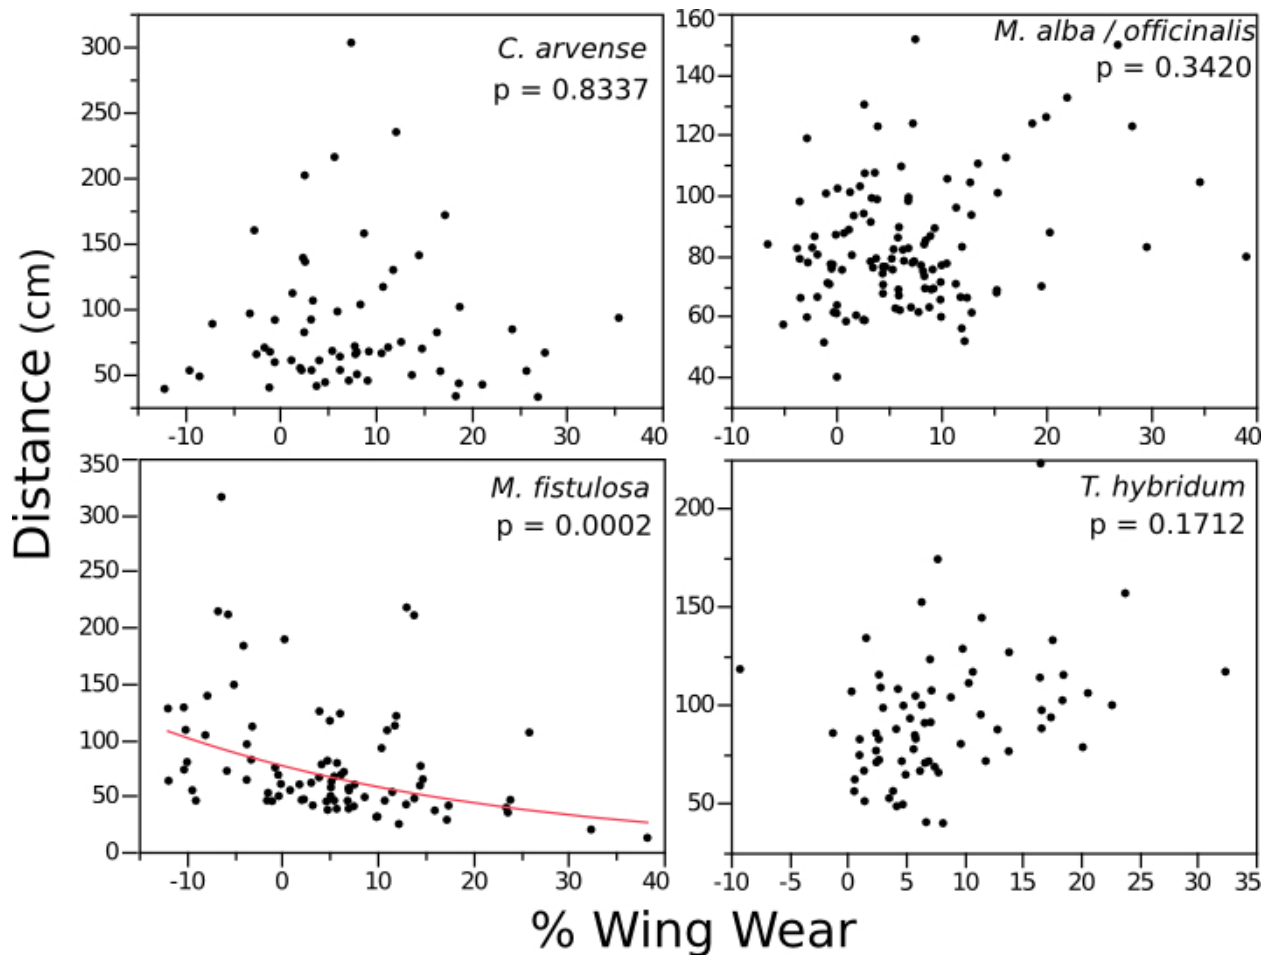 Distance (cm)
300
250
200
150
100
50
C. arvense
p = 0.8337
-10 0 10 20 30 40
160
140
120
100
80
60
40
M. alba / officinalis
p = 0.3420
-10 0 10 20 30 40
350
300
250
200
150
100
50
0
M. fistulosa
p = 0.0002
-10 0 10 20 30 40
200
150
100
50
T. hybridum
p = 0.1712
-10 -5 0 5 10 15 20 25 30 35
% Wing Wear